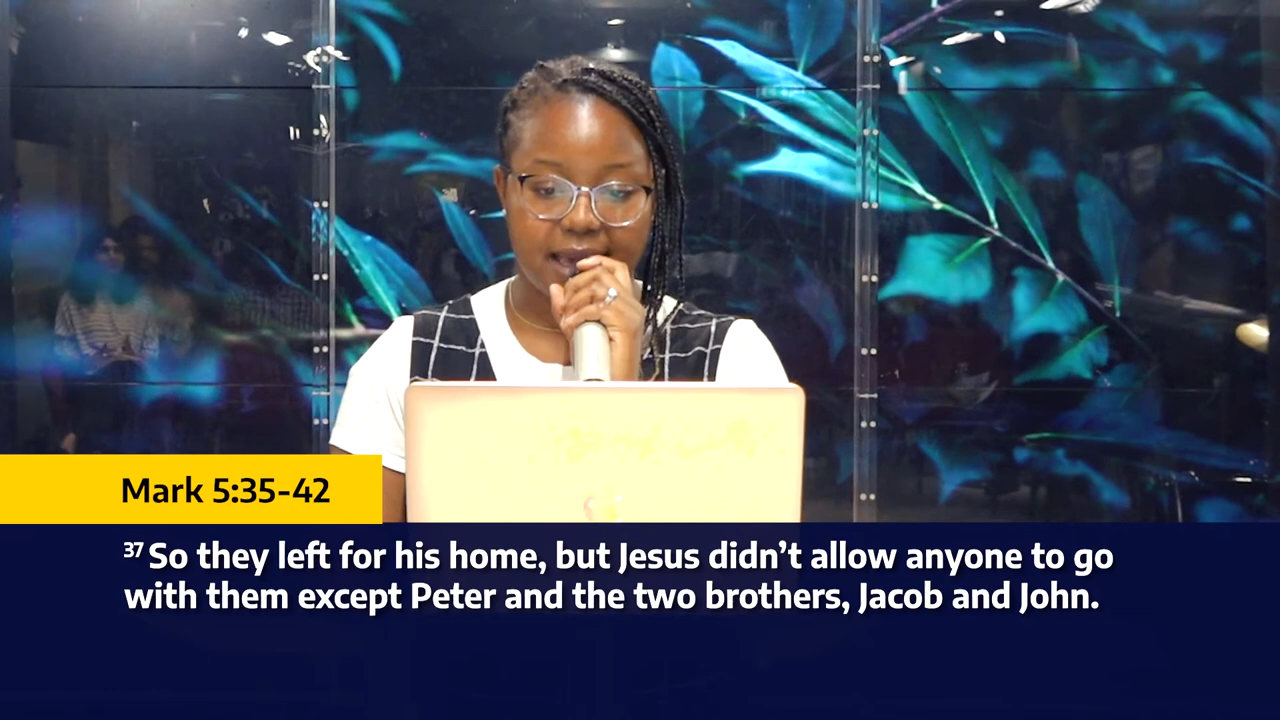 Mark 5:35-42
37 So they left for his home, but Jesus didn’t allow anyone to go
with them except Peter and the two brothers, Jacob and John.